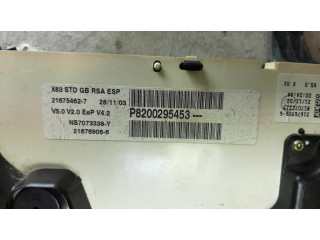 X83 STD GB RSA ESP
21675462-7 28/11/03
V5.0 V2.0 EeP V4.2
P8200295453---
NS7073339-Y
21676906-6